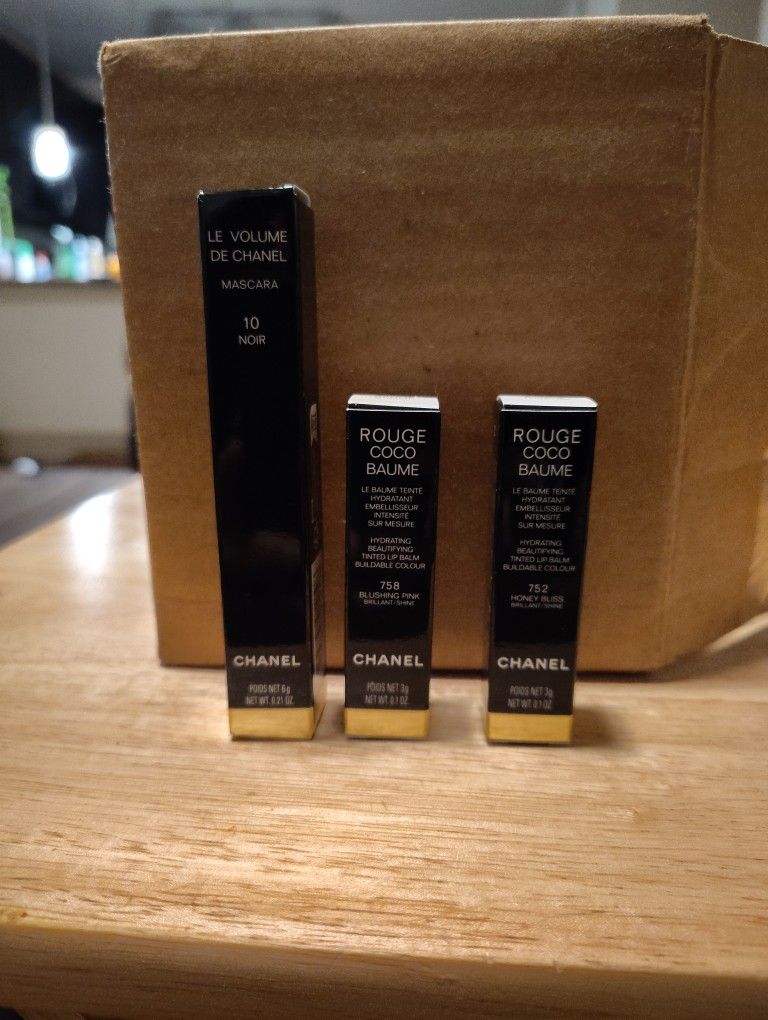 LE VOLUME
DE CHANEL
MASCARA
10
NOIR
CHANEL
POIDS NET 6g
NET WT. 0.21 OZ.
ROUGE
COCO
BAUME
LE BAUME TEINTÉ
HYDRATANT
EMBELLISSEUR
INTENSITÉ
SUR MESURE
HYDRATING
BEAUTIFYING
TINTED LIP BALM
BUILDABLE COLOUR
758
BLUSHING PINK
BRILLANT/SHINE
CHANEL
POIDS NET 3g
NET WT. 0.1 OZ.
ROUGE
COCO
BAUME
LE BAUME TEINTÉ
HYDRATANT
EMBELLISSEUR
INTENSITÉ
SUR MESURE
HYDRATING
BEAUTIFYING
TINTED LIP BALM
BUILDABLE COLOUR
752
HONEY BLISS
BRILLANT/SHINE
CHANEL
POIDS NET 3g
NET WT. 0.1 OZ.